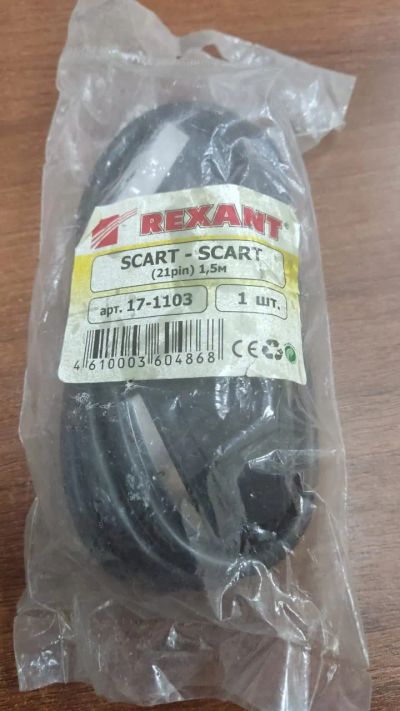 REXANT®
SCART - SCART
(21pin) 1,5м
арт. 17-1103
1 шт.
4 610003 604868
CE